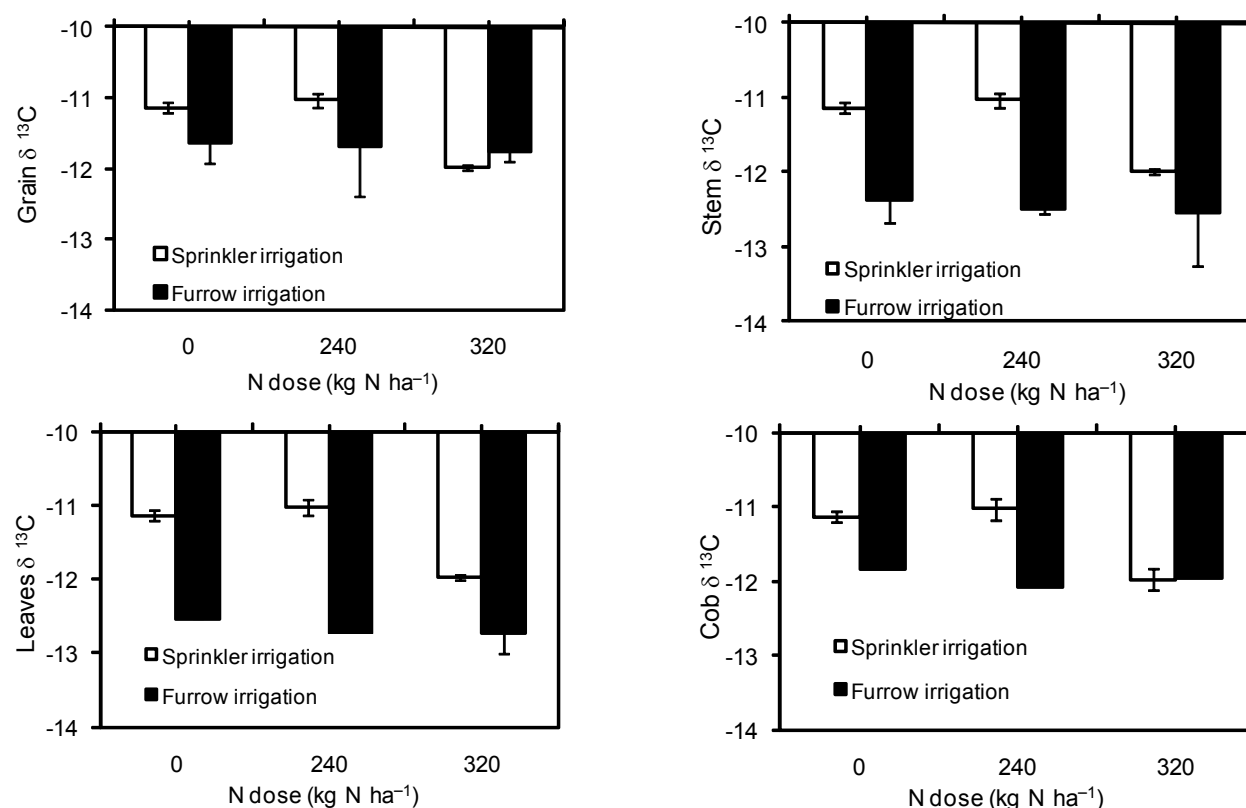 -10
-11
-12
-13
-14
Grain δ ¹³C
Sprinkler irrigation
Furrow irrigation
0 240 320
N dose (kg N ha⁻¹)
-10
-11
-12
-13
-14
Stem δ ¹³C
Sprinkler irrigation
Furrow irrigation
0 240 320
N dose (kg N ha⁻¹)
-10
-11
-12
-13
-14
Leaves δ ¹³C
Sprinkler irrigation
Furrow irrigation
0 240 320
N dose (kg N ha⁻¹)
-10
-11
-12
-13
-14
Cob δ ¹³C
Sprinkler irrigation
Furrow irrigation
0 240 320
N dose (kg N ha⁻¹)